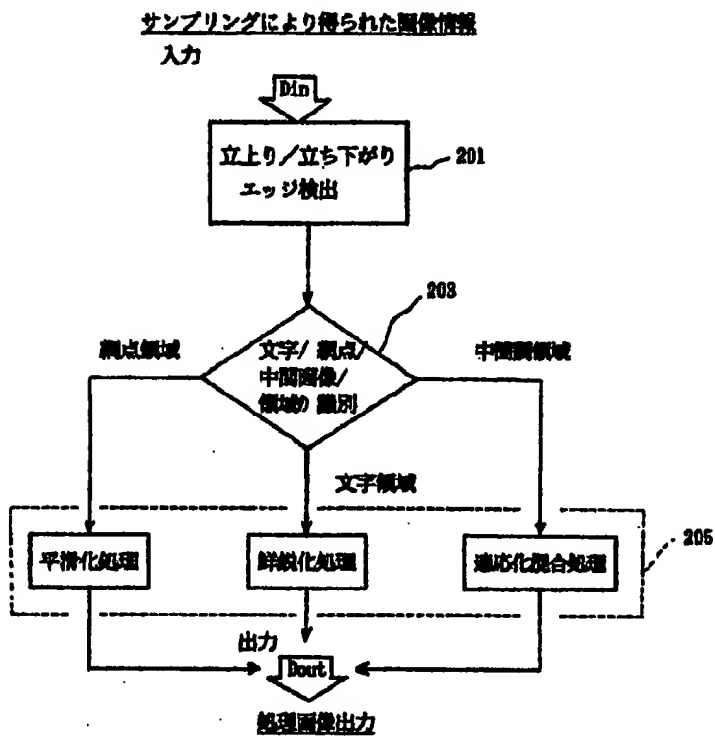 サンプリングにより得られた画像情報
入力
Din
立上り／立ち下がり
エッジ検出
201
203
網点領域
文字/ 網点/
中間画像/
領域の 識別
中間調領域
文字領域
205
平滑化処理
鮮鋭化処理
適応化混合処理
出力
Dout
処理画像出力